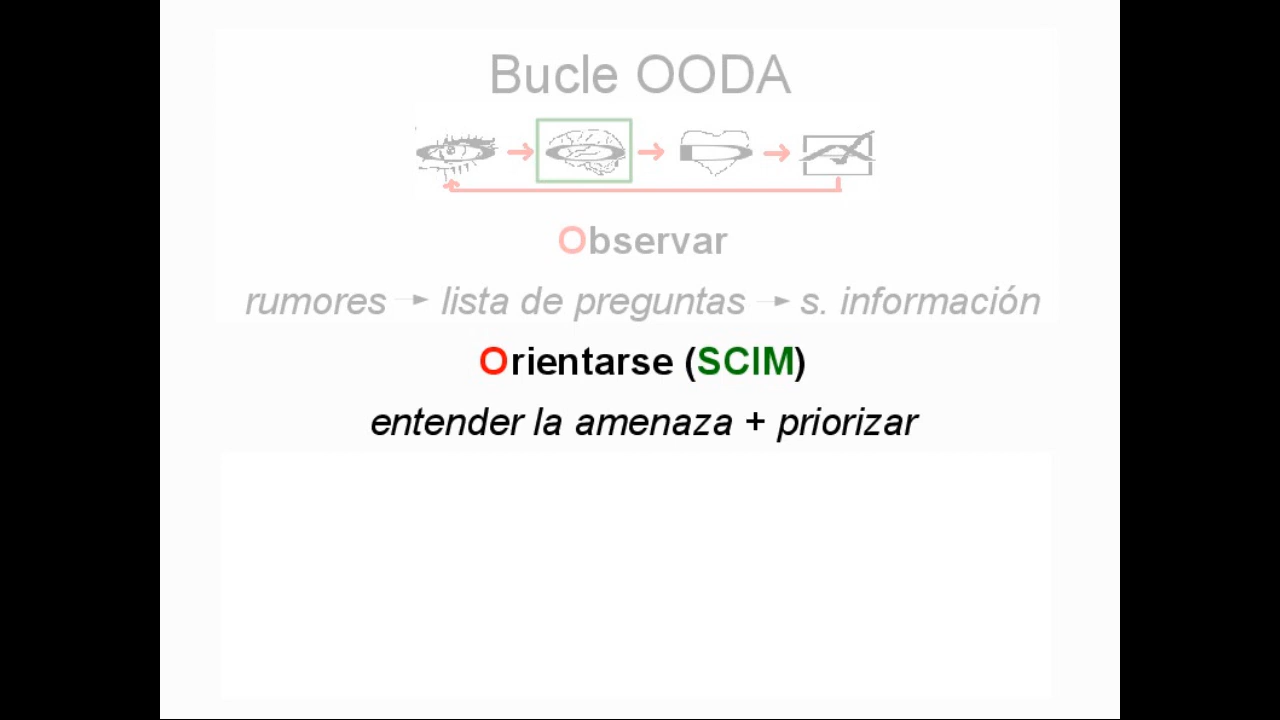 Bucle OODA
Observar
rumores → lista de preguntas → s. información
Orientarse (SCIM)
entender la amenaza + priorizar